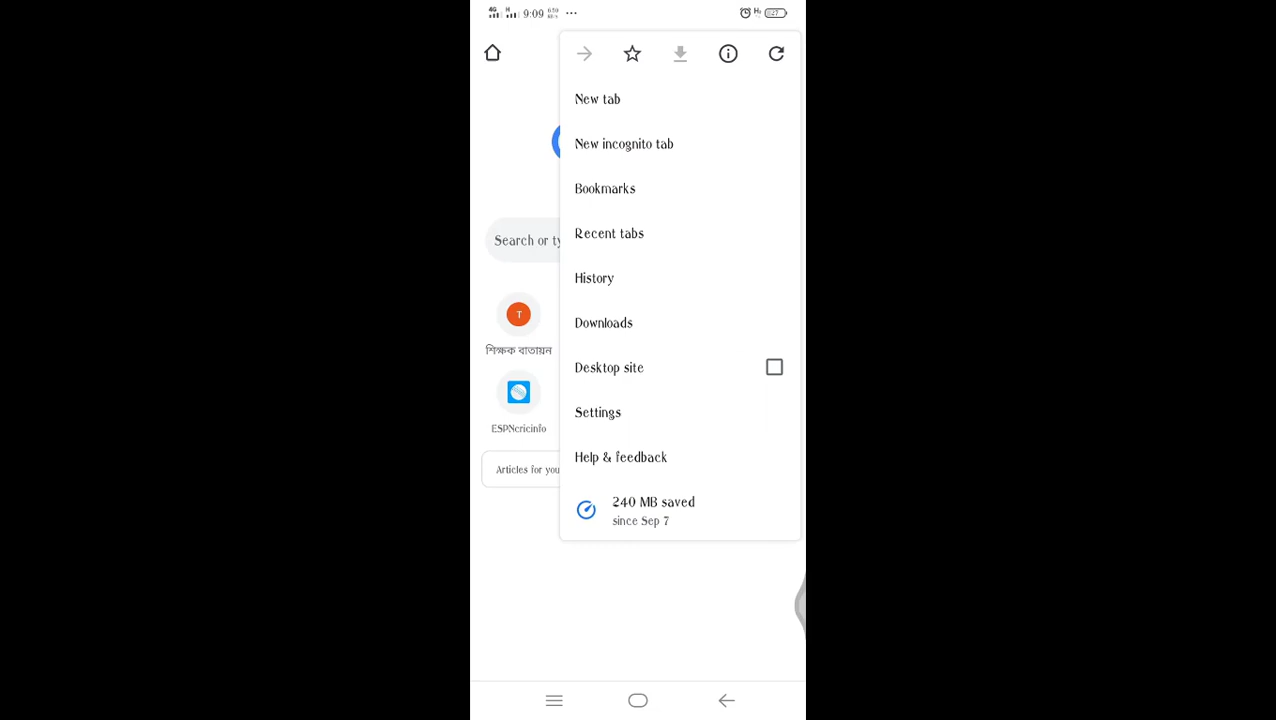 4G H 9:09
New tab
New incognito tab
Bookmarks
Recent tabs
Search or ty
History
T
Downloads
শিক্ষক বাতায়ন
Desktop site
Settings
ESPNcricinfo
Help & feedback
Articles for you
240 MB saved
since Sep 7